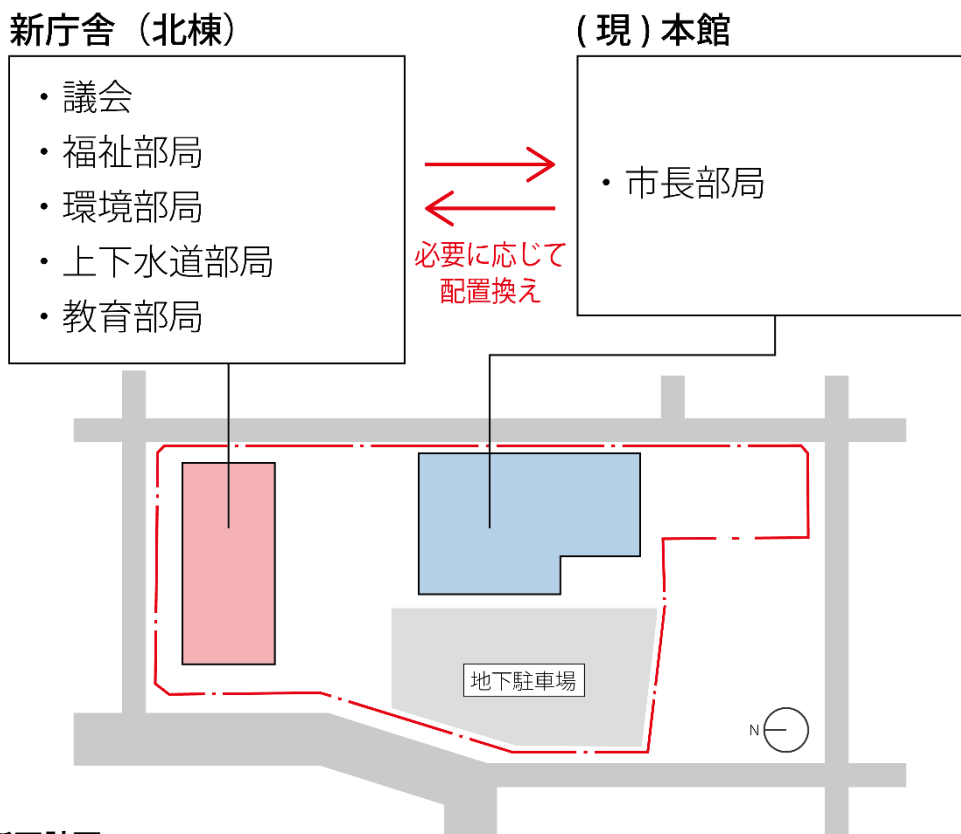 新庁舎（北棟）
・議会
・福祉部局
・環境部局
・上下水道部局
・教育部局
(現)本館
・市長部局
必要に応じて
配置換え
地下駐車場
N